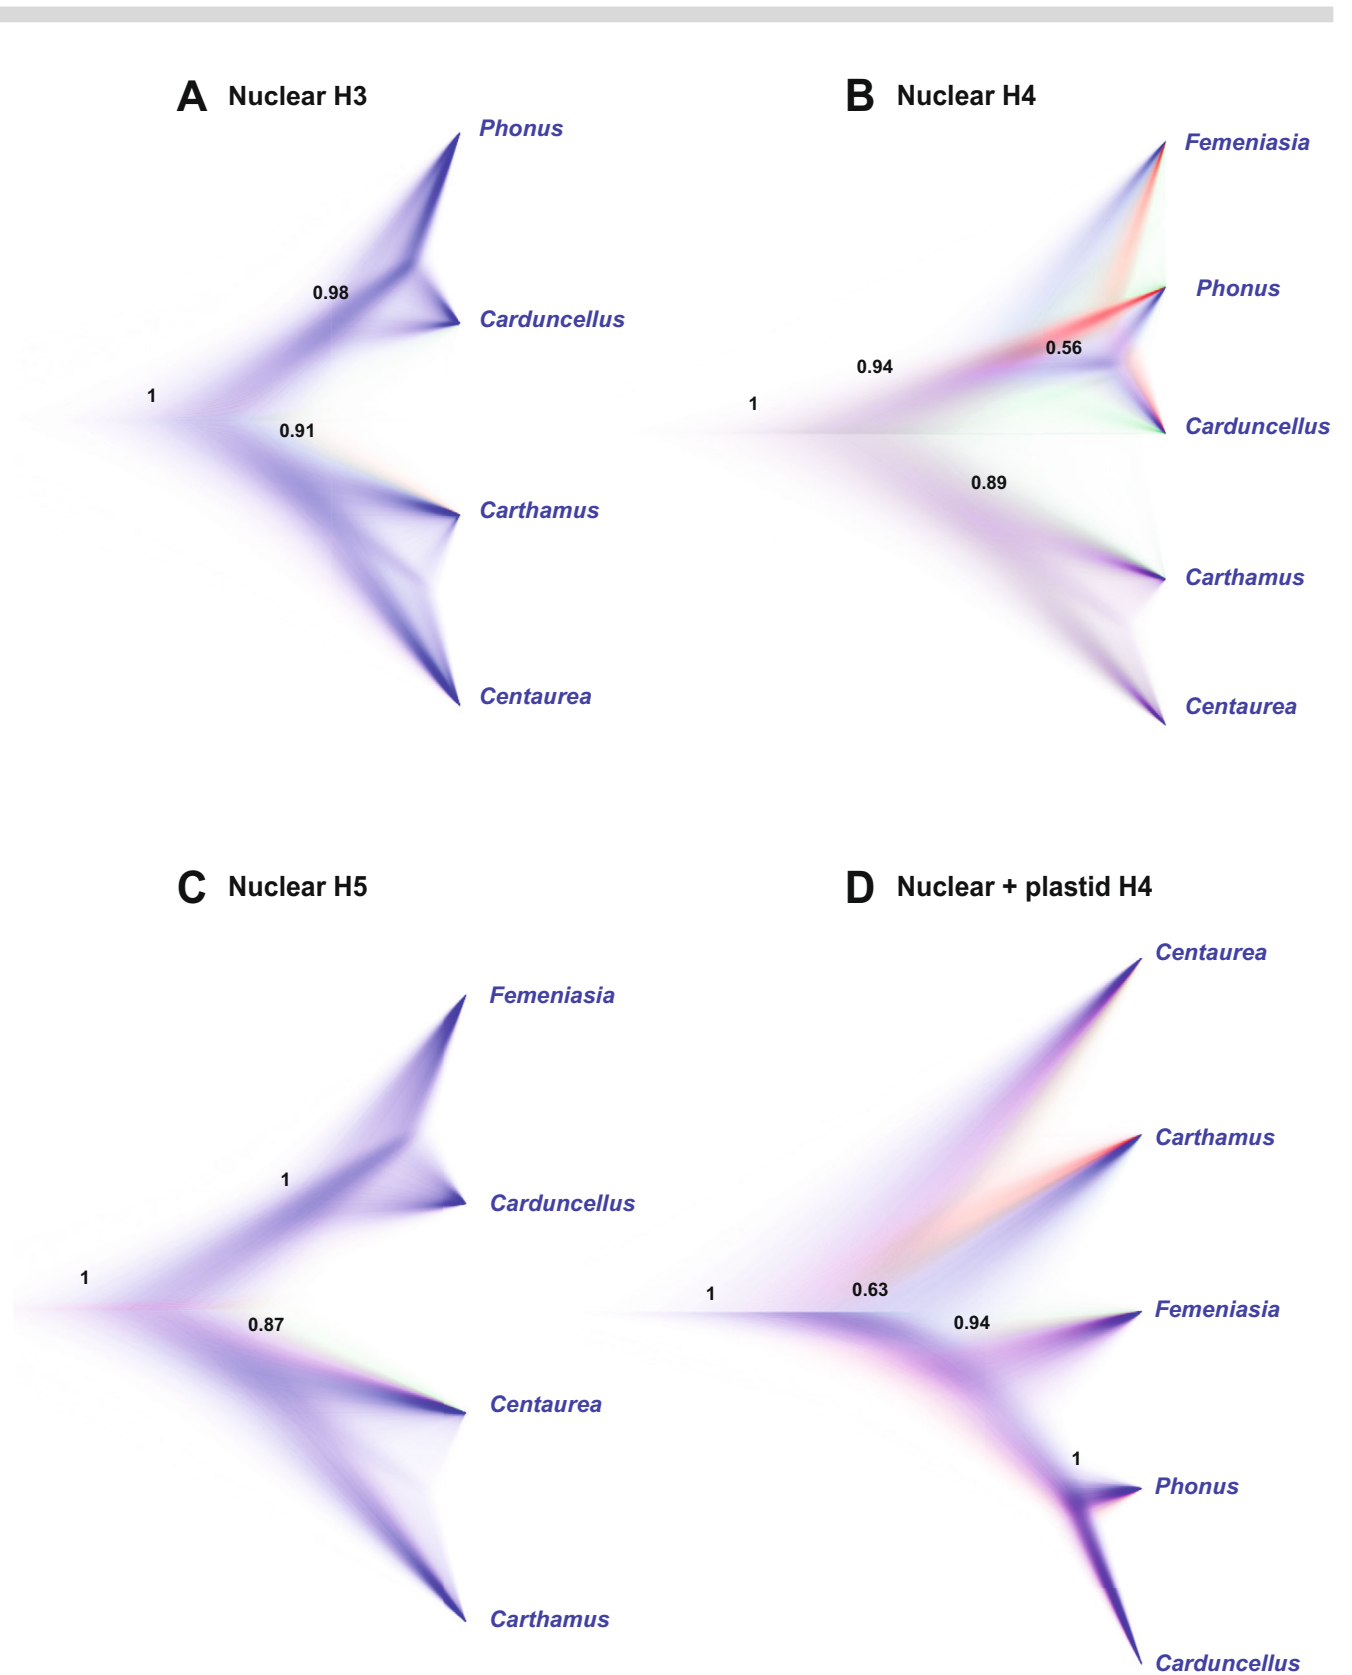 A Nuclear H3
Phonus
0.98
Carduncellus
1
0.91
Carthamus
Centaurea
B Nuclear H4
Femeniasia
Phonus
0.56
0.94
1
Carduncellus
0.89
Carthamus
Centaurea
C Nuclear H5
Femeniasia
1
Carduncellus
1
0.87
Centaurea
Carthamus
D Nuclear + plastid H4
Centaurea
Carthamus
1
0.63
Femeniasia
0.94
1
Phonus
Carduncellus